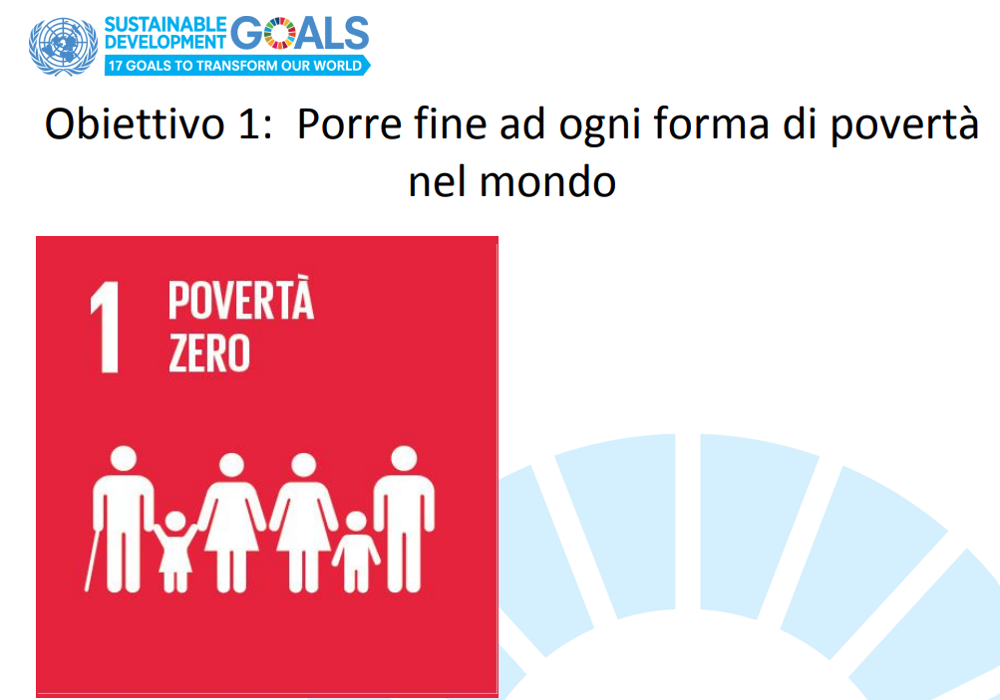 SUSTAINABLE
DEVELOPMENT GOALS
17 GOALS TO TRANSFORM OUR WORLD
Obiettivo 1: Porre fine ad ogni forma di povertà
nel mondo
1 POVERTÀ
ZERO